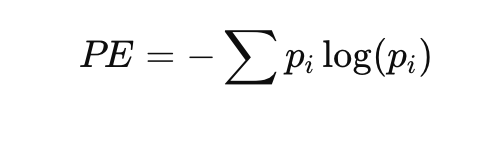 PE = − ∑ pᵢ log(pᵢ)